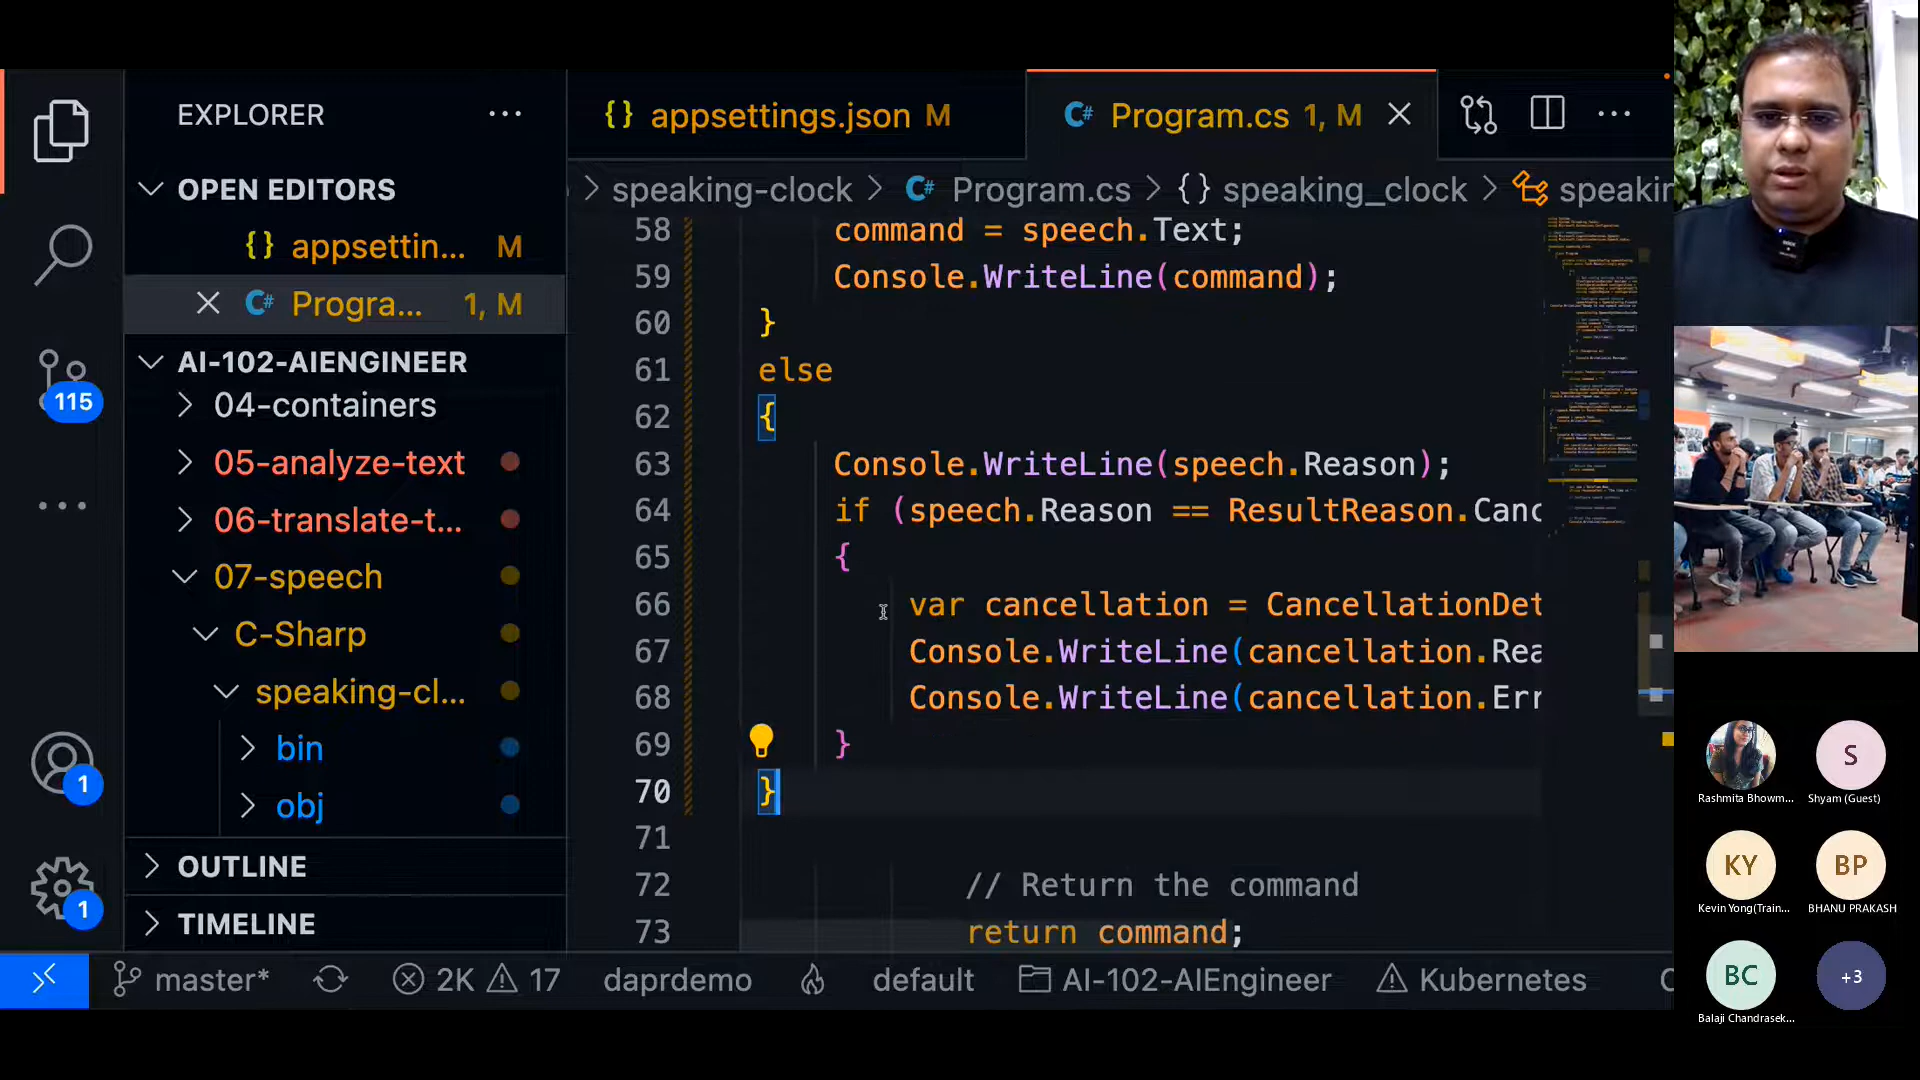 EXPLORER
OPEN EDITORS
{} appsettin... M
C# Progra... 1, M
AI-102-AIENGINEER
04-containers
05-analyze-text
06-translate-t...
07-speech
C-Sharp
speaking-cl...
bin
obj
OUTLINE
TIMELINE
115
1
1
{} appsettings.json M
C# Program.cs 1, M
speaking-clock > C# Program.cs > {} speaking_clock > speakin
58 command = speech.Text;
59 Console.WriteLine(command);
60 }
61 else
62 {
63 Console.WriteLine(speech.Reason);
64 if (speech.Reason == ResultReason.Canc
65 {
66 var cancellation = CancellationDet
67 Console.WriteLine(cancellation.Rea
68 Console.WriteLine(cancellation.Err
69 }
70 }
71
72 // Return the command
73 return command;
master* 2K 17 daprdemo default AI-102-AIEngineer Kubernetes
S
Rashmita Bhowm... Shyam (Guest)
KY BP
Kevin Yong(Train... BHANU PRAKASH
BC +3
Balaji Chandrasek...